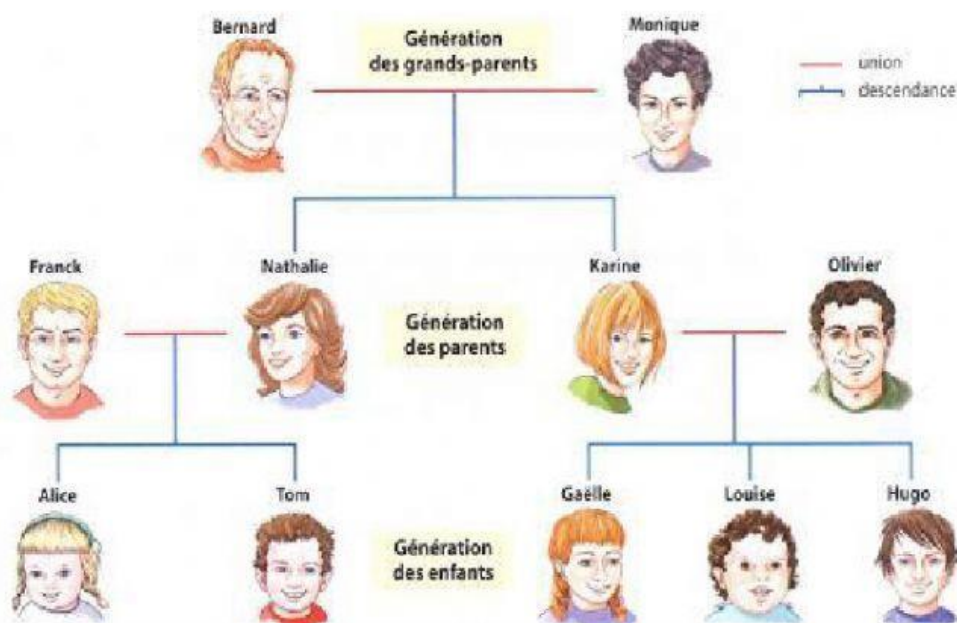 Bernard
Génération
des grands-parents
Monique
union
descendance
Franck
Nathalie
Karine
Olivier
Génération
des parents
Alice
Tom
Gaëlle
Louise
Hugo
Génération
des enfants